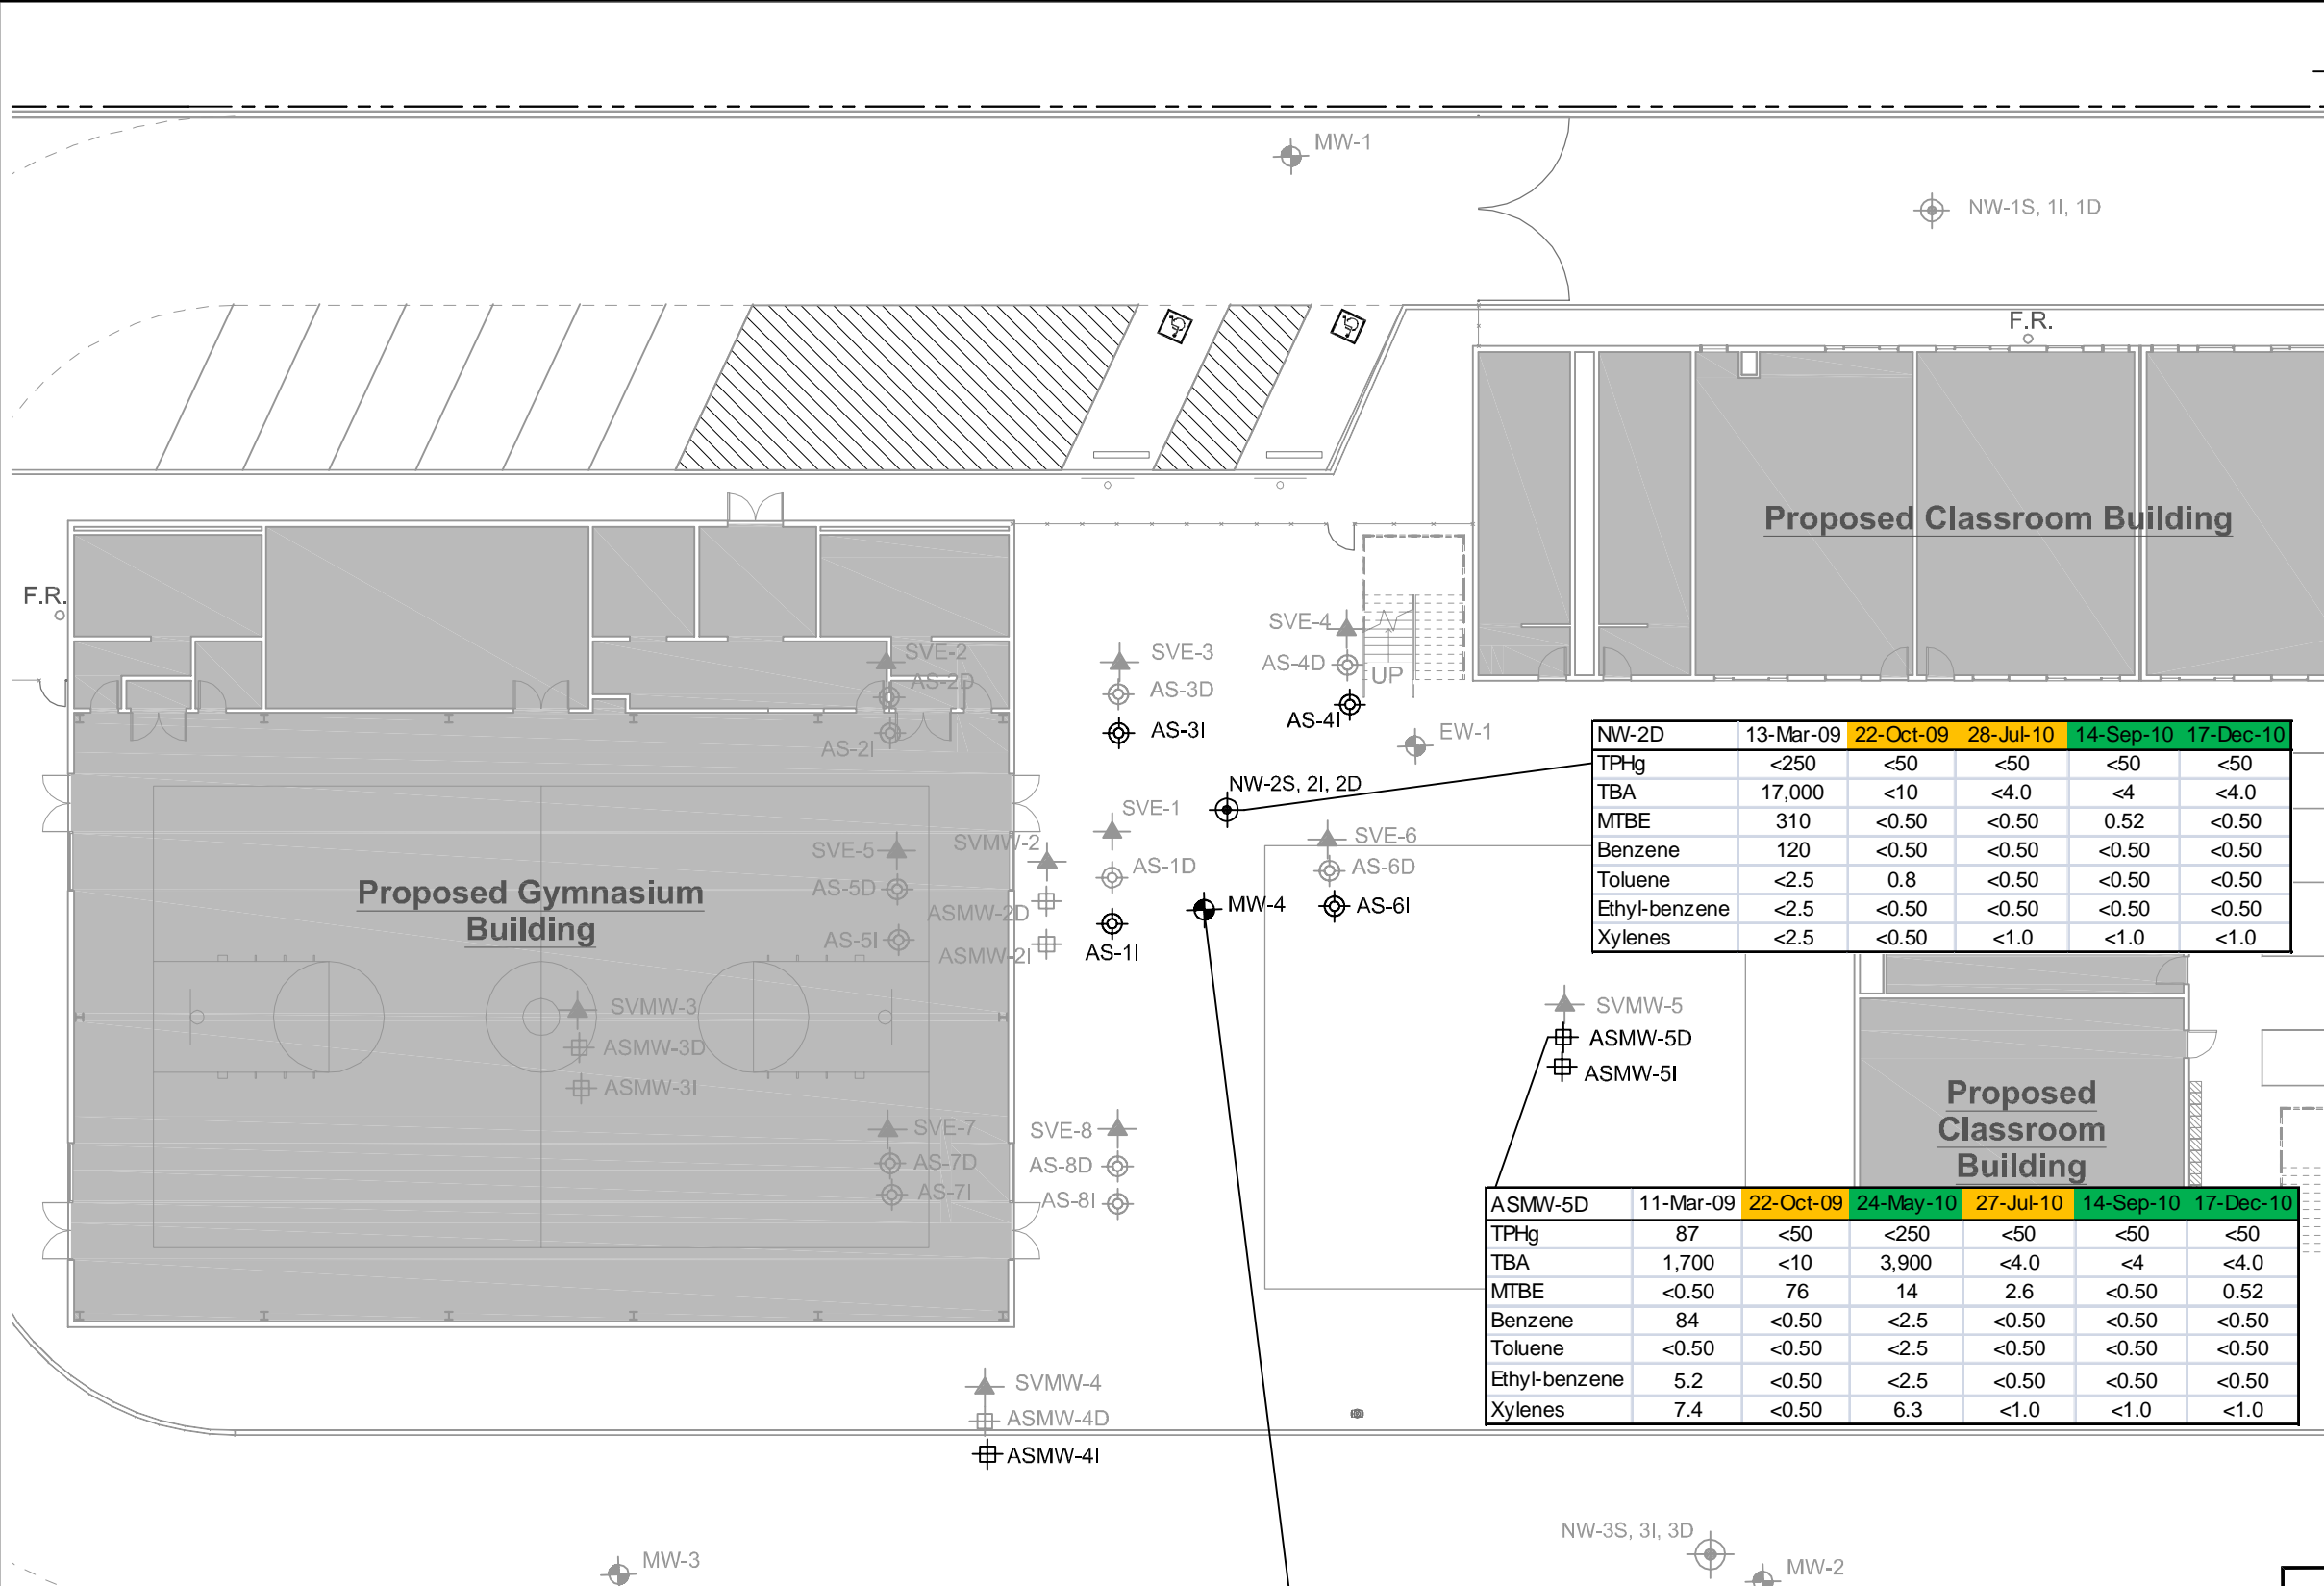 MW-1
NW-1S, 1I, 1D
F.R.
Proposed Classroom Building
F.R.
SVE-2
AS-2D
AS-2I
SVE-3
AS-3D
AS-3I
SVE-4
AS-4D
UP
AS-4I
EW-1
NW-2S, 2I, 2D
NW-2D 13-Mar-09 22-Oct-09 28-Jul-10 14-Sep-10 17-Dec-10
TPHg <250 <50 <50 <50 <50
TBA 17,000 <10 <4.0 <4 <4.0
MTBE 310 <0.50 <0.50 0.52 <0.50
Benzene 120 <0.50 <0.50 <0.50 <0.50
Toluene <2.5 0.8 <0.50 <0.50 <0.50
Ethyl-benzene <2.5 <0.50 <0.50 <0.50 <0.50
Xylenes <2.5 <0.50 <1.0 <1.0 <1.0
SVE-1
AS-1D
AS-1I
SVE-6
AS-6D
AS-6I
MW-4
SVE-5
AS-5D
AS-5I
SVMW-2
ASMW-2D
ASMW-2I
Proposed Gymnasium
Building
SVMW-3
ASMW-3D
ASMW-3I
SVMW-5
ASMW-5D
ASMW-5I
Proposed
Classroom
Building
SVE-7
AS-7D
AS-7I
SVE-8
AS-8D
AS-8I
ASMW-5D 11-Mar-09 22-Oct-09 24-May-10 27-Jul-10 14-Sep-10 17-Dec-10
TPHg 87 <50 <250 <50 <50 <50
TBA 1,700 <10 3,900 <4.0 <4 <4.0
MTBE <0.50 76 14 2.6 <0.50 0.52
Benzene 84 <0.50 <2.5 <0.50 <0.50 <0.50
Toluene <0.50 <0.50 <2.5 <0.50 <0.50 <0.50
Ethyl-benzene 5.2 <0.50 <2.5 <0.50 <0.50 <0.50
Xylenes 7.4 <0.50 6.3 <1.0 <1.0 <1.0
SVMW-4
ASMW-4D
ASMW-4I
NW-3S, 3I, 3D
MW-3
MW-2